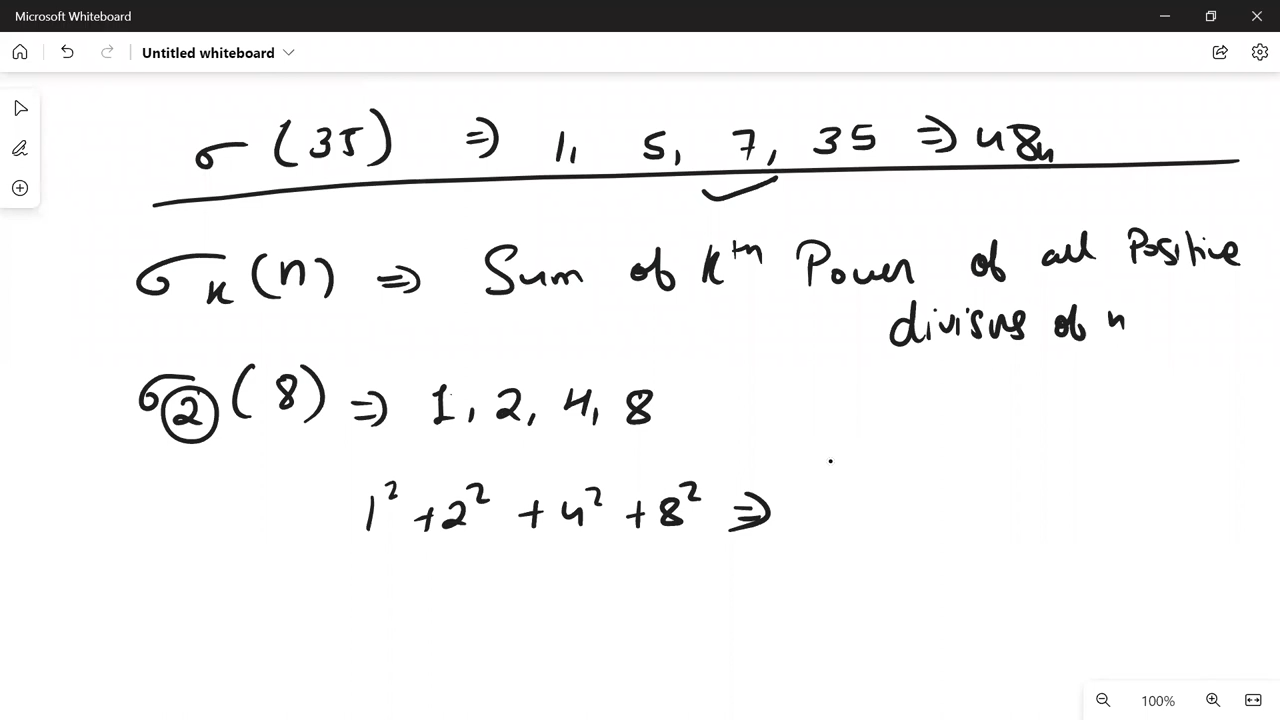 Microsoft Whiteboard
Untitled whiteboard
σ (35) ⇒ 1, 5, 7, 35 ⇒ 48
σk (n) ⇒ Sum of kth Power of all Positive
divisors of n
σ2 (8) ⇒ 1, 2, 4, 8
1² + 2² + 4² + 8² ⇒
100%